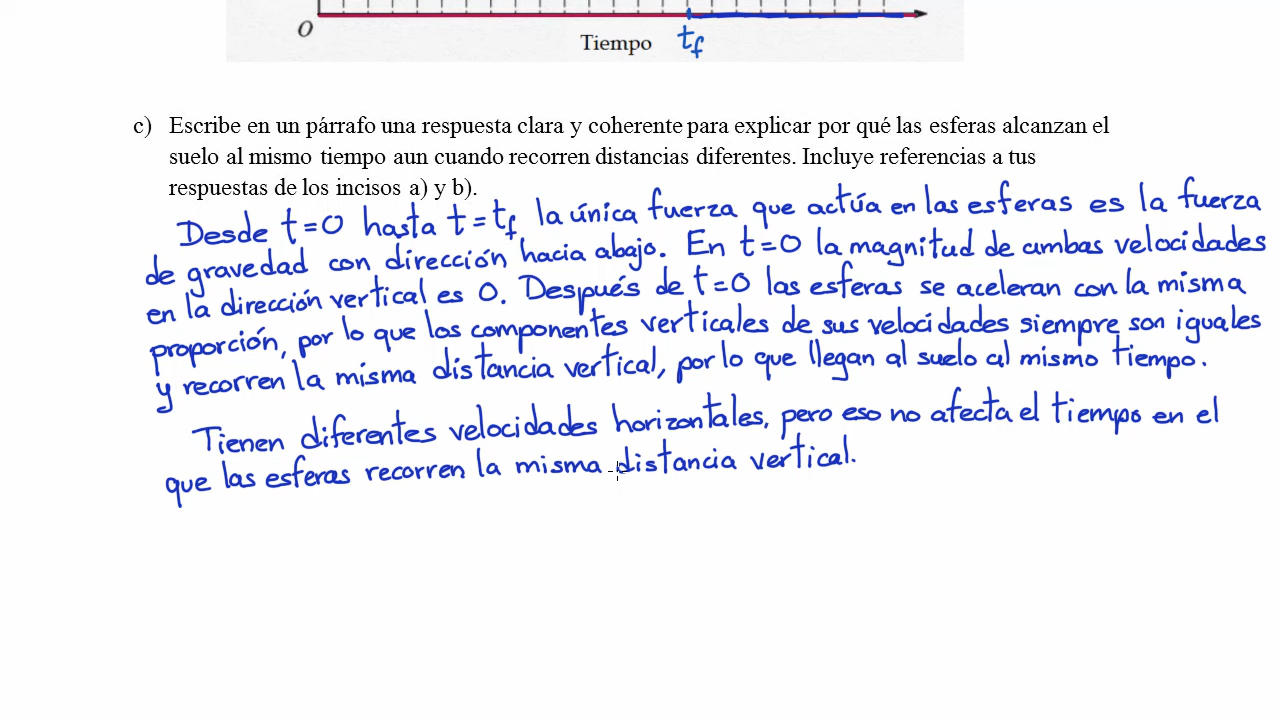 O
Tiempo
tf
c) Escribe en un párrafo una respuesta clara y coherente para explicar por qué las esferas alcanzan el
suelo al mismo tiempo aun cuando recorren distancias diferentes. Incluye referencias a tus
respuestas de los incisos a) y b).
Desde t=0 hasta t=tf la única fuerza que actúa en las esferas es la fuerza
de gravedad con dirección hacia abajo. En t=0 la magnitud de ambas velocidades
en la dirección vertical es 0. Después de t=0 las esferas se aceleran con la misma
proporción, por lo que los componentes verticales de sus velocidades siempre son iguales
y recorren la misma distancia vertical, por lo que llegan al suelo al mismo tiempo.
Tienen diferentes velocidades horizontales, pero eso no afecta el tiempo en el
que las esferas recorren la misma distancia vertical.